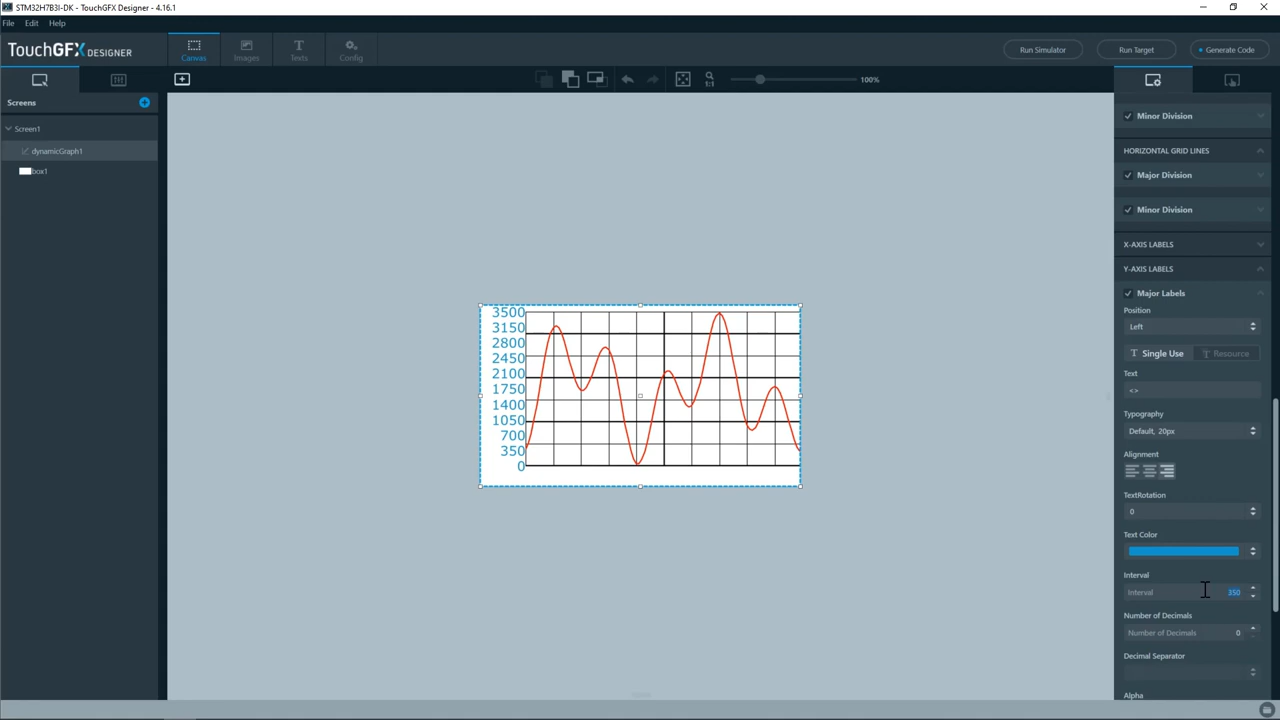 STM32H7B3I-DK - TouchGFX Designer - 4.16.1
File Edit Help
TouchGFX DESIGNER
Canvas
Images
Texts
Config
Run Simulator
Run Target
Generate Code
100%
Screens
Screen1
dynamicGraph1
box1
3500
3150
2800
2450
2100
1750
1400
1050
700
350
0
Minor Division
HORIZONTAL GRID LINES
Major Division
Minor Division
X-AXIS LABELS
Y-AXIS LABELS
Major Labels
Position
Left
T Single Use T Resource
Text
<>
Typography
Default, 20px
Alignment
TextRotation
0
Text Color
Interval
Interval 350
Number of Decimals
Number of Decimals 0
Decimal Separator
Alpha